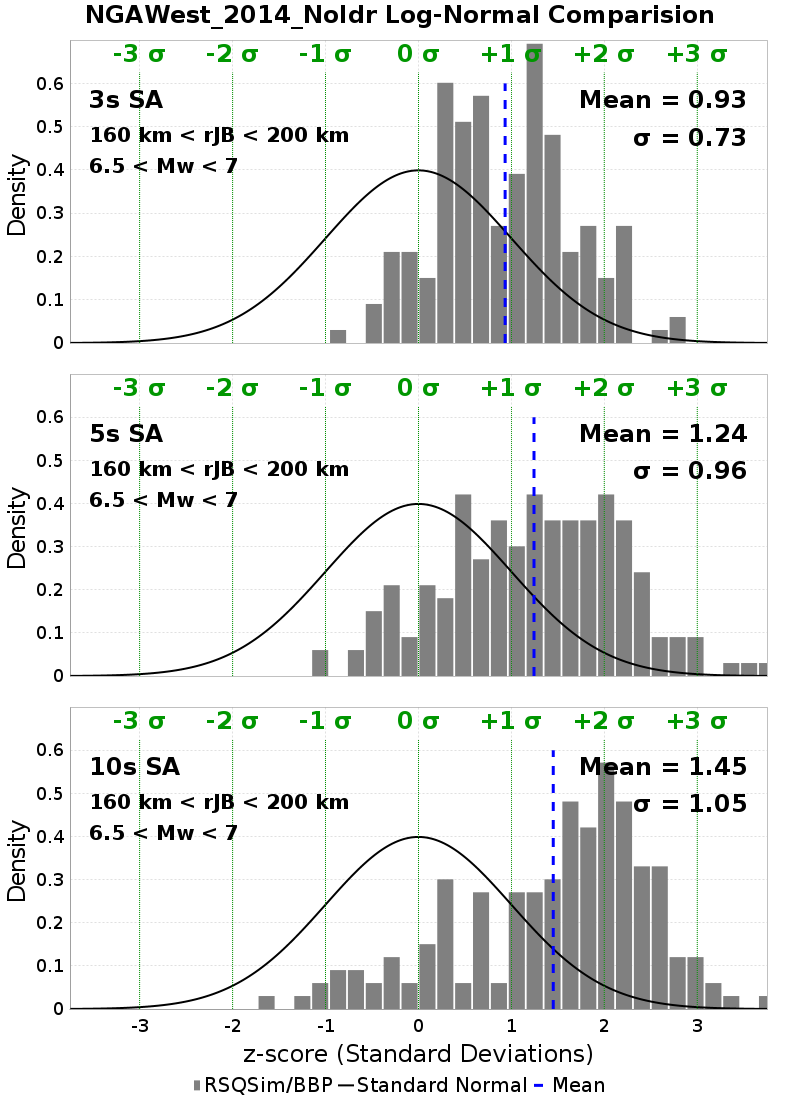 NGAWest_2014_NoIdr Log-Normal Comparision
-3 σ -2 σ -1 σ 0 σ +1 σ +2 σ +3 σ
3s SA
Mean = 0.93
160 km < rJB < 200 km
σ = 0.73
6.5 < Mw < 7
Density
0.6
0.5
0.4
0.3
0.2
0.1
0
-3 σ -2 σ -1 σ 0 σ +1 σ +2 σ +3 σ
5s SA
Mean = 1.24
160 km < rJB < 200 km
σ = 0.96
6.5 < Mw < 7
Density
0.6
0.5
0.4
0.3
0.2
0.1
0
-3 σ -2 σ -1 σ 0 σ +1 σ +2 σ +3 σ
10s SA
Mean = 1.45
160 km < rJB < 200 km
σ = 1.05
6.5 < Mw < 7
Density
0.6
0.5
0.4
0.3
0.2
0.1
0
-3 -2 -1 0 1 2 3
z-score (Standard Deviations)
RSQSim/BBP Standard Normal Mean